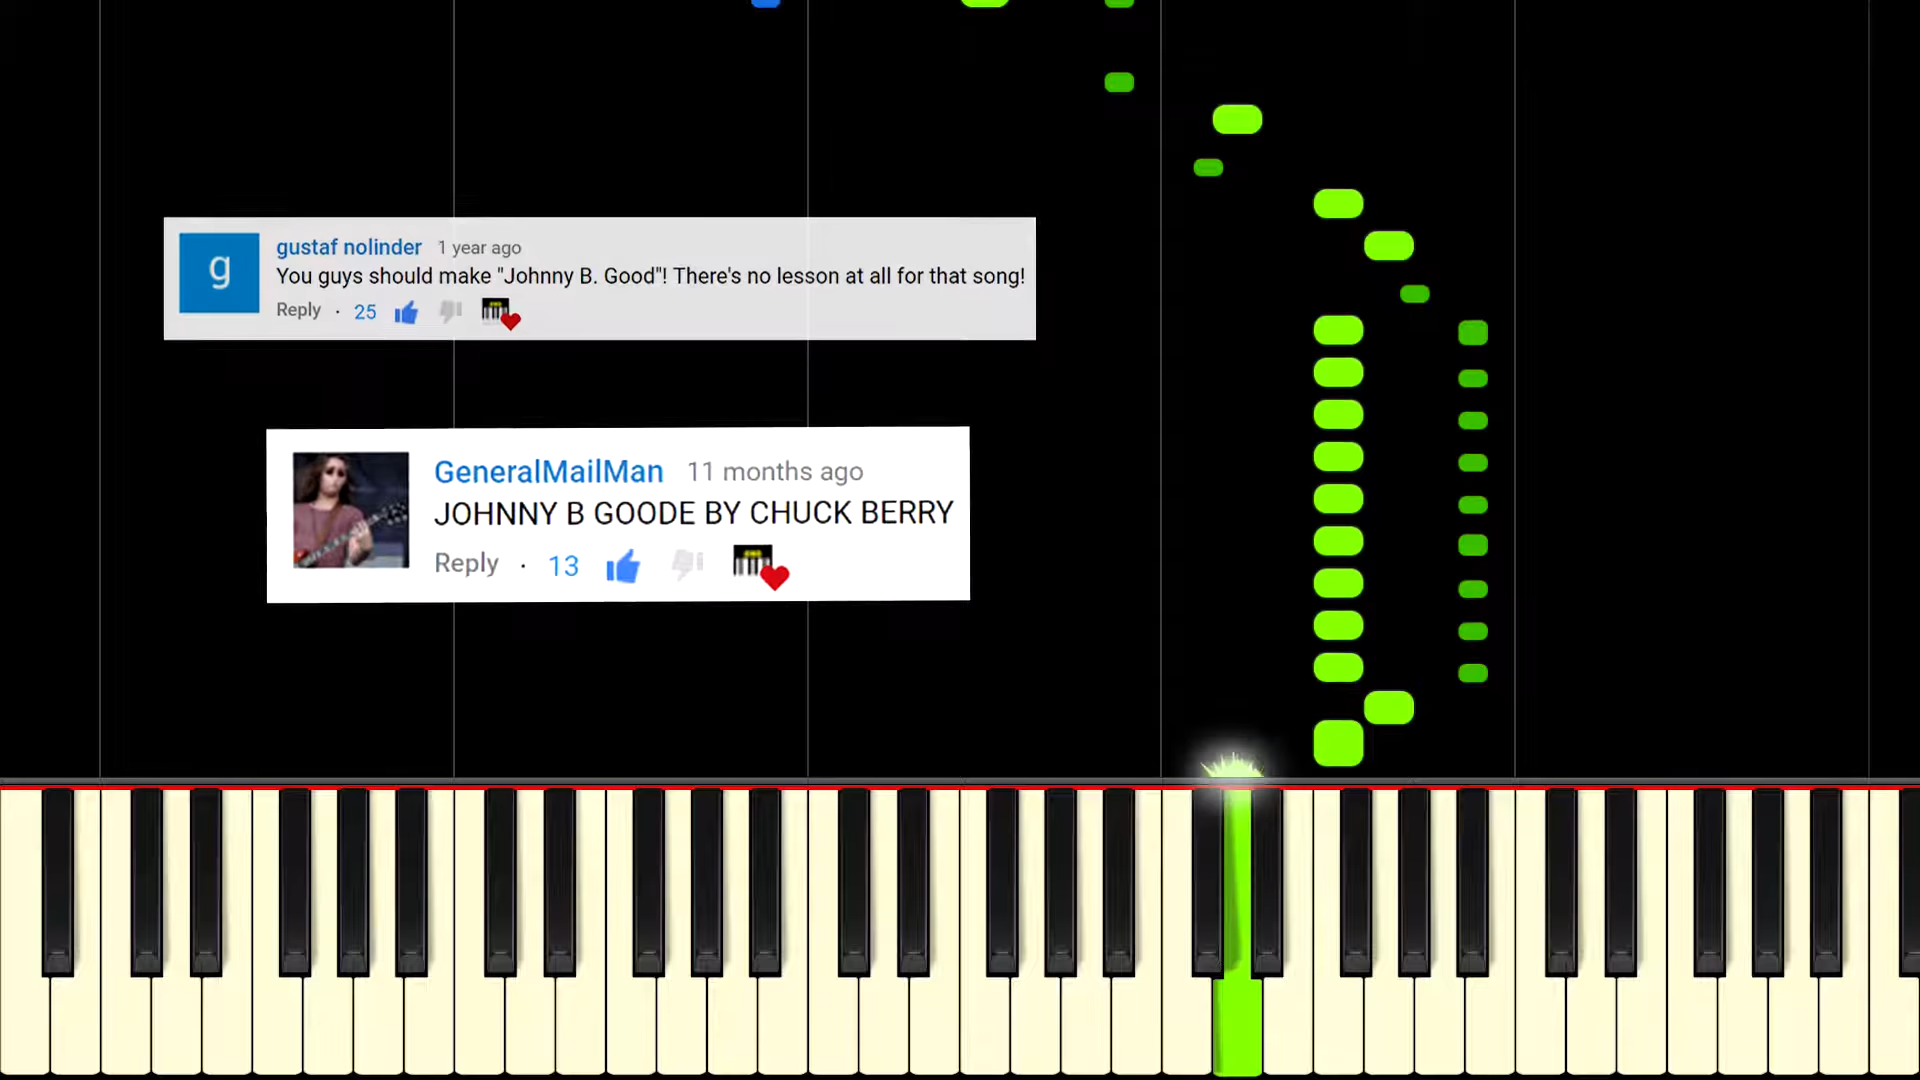 g
gustaf nolinder 1 year ago
You guys should make "Johnny B. Good"! There's no lesson at all for that song!
Reply · 25
GeneralMailMan 11 months ago
JOHNNY B GOODE BY CHUCK BERRY
Reply · 13